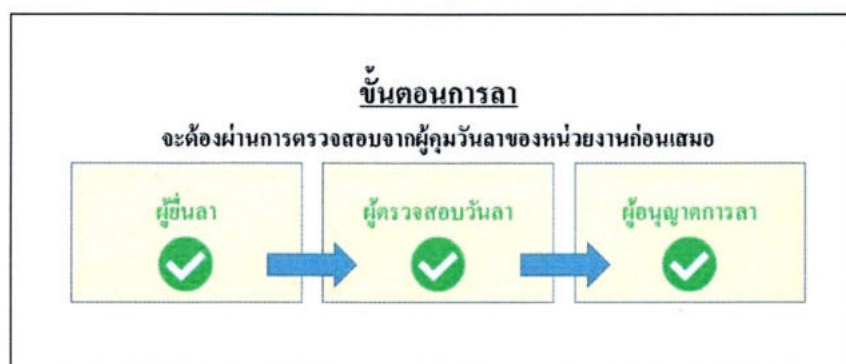 ขั้นตอนการลา
จะต้องผ่านการตรวจสอบจากผู้คุมวันลาของหน่วยงานก่อนเสมอ
ผู้ยื่นลา
ผู้ตรวจสอบวันลา
ผู้อนุญาตการลา